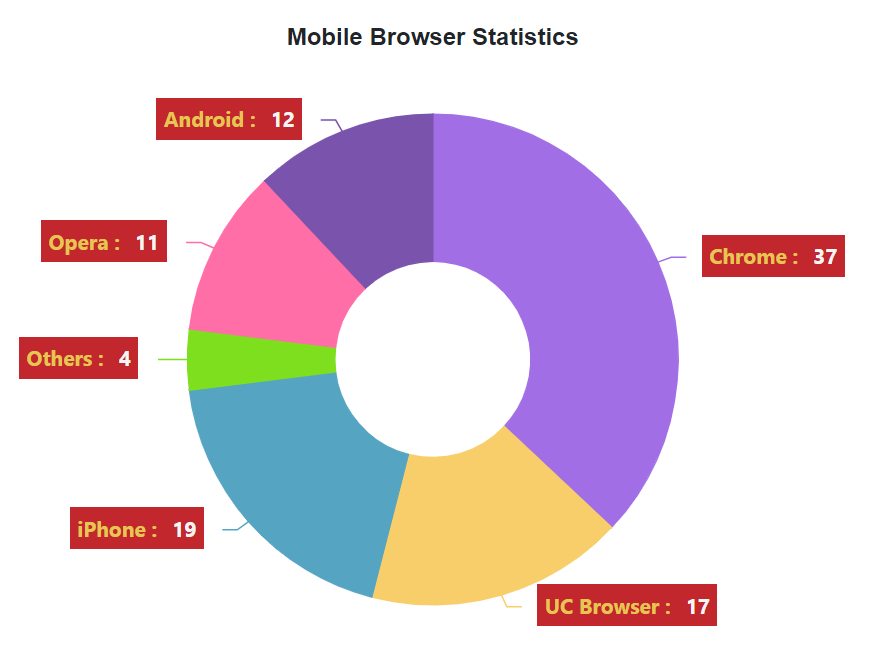 Mobile Browser Statistics
Android : 12
Opera : 11
Chrome : 37
Others : 4
iPhone : 19
UC Browser : 17